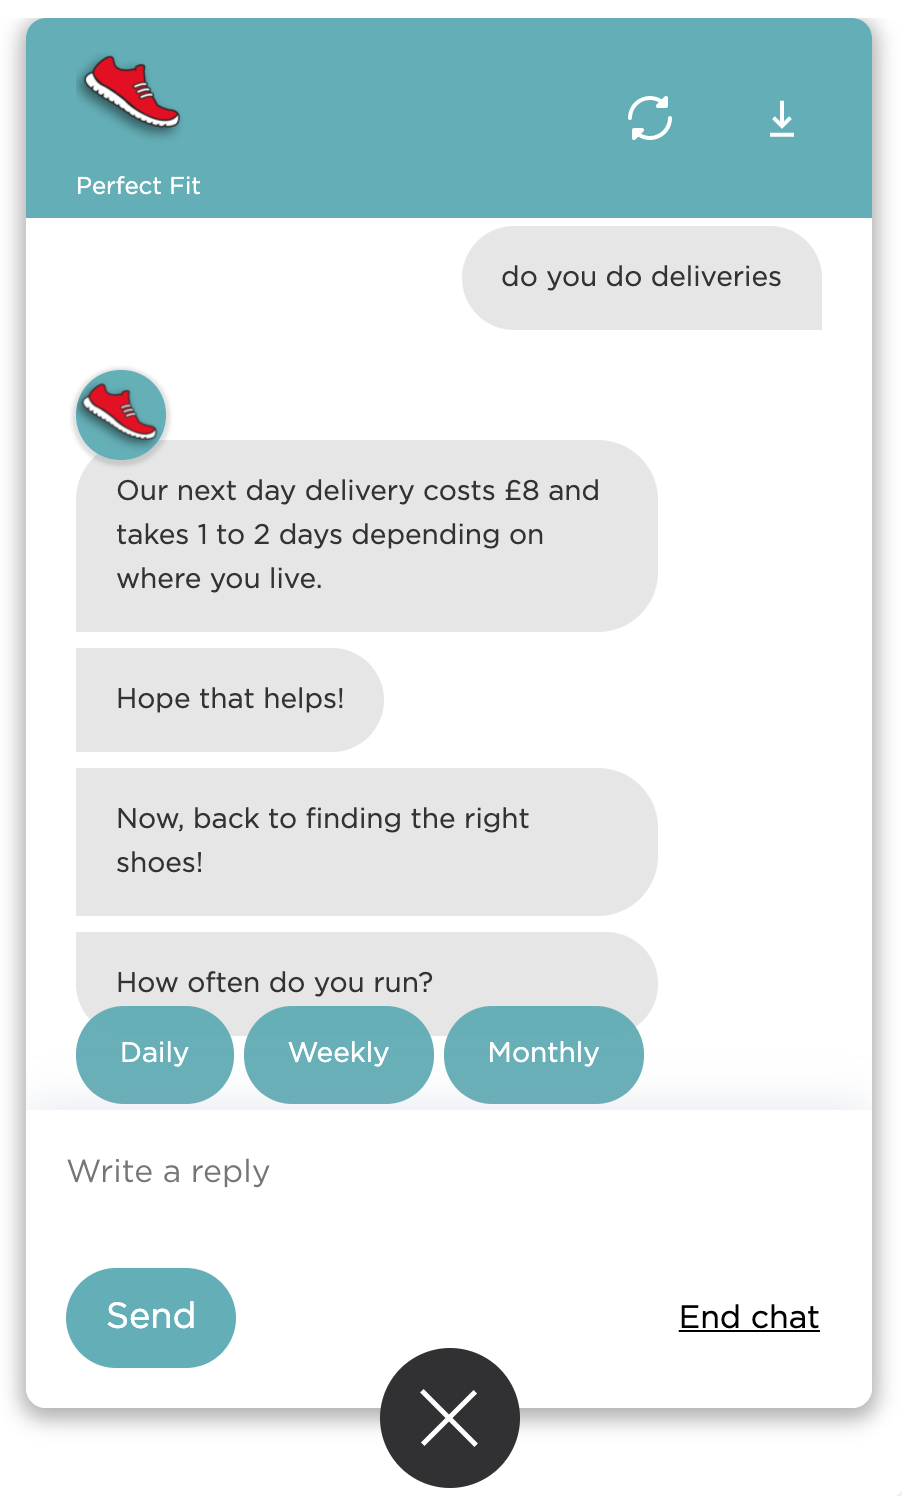 Perfect Fit
do you do deliveries
Our next day delivery costs £8 and
takes 1 to 2 days depending on
where you live.
Hope that helps!
Now, back to finding the right
shoes!
How often do you run?
Daily
Weekly
Monthly
Write a reply
Send
End chat